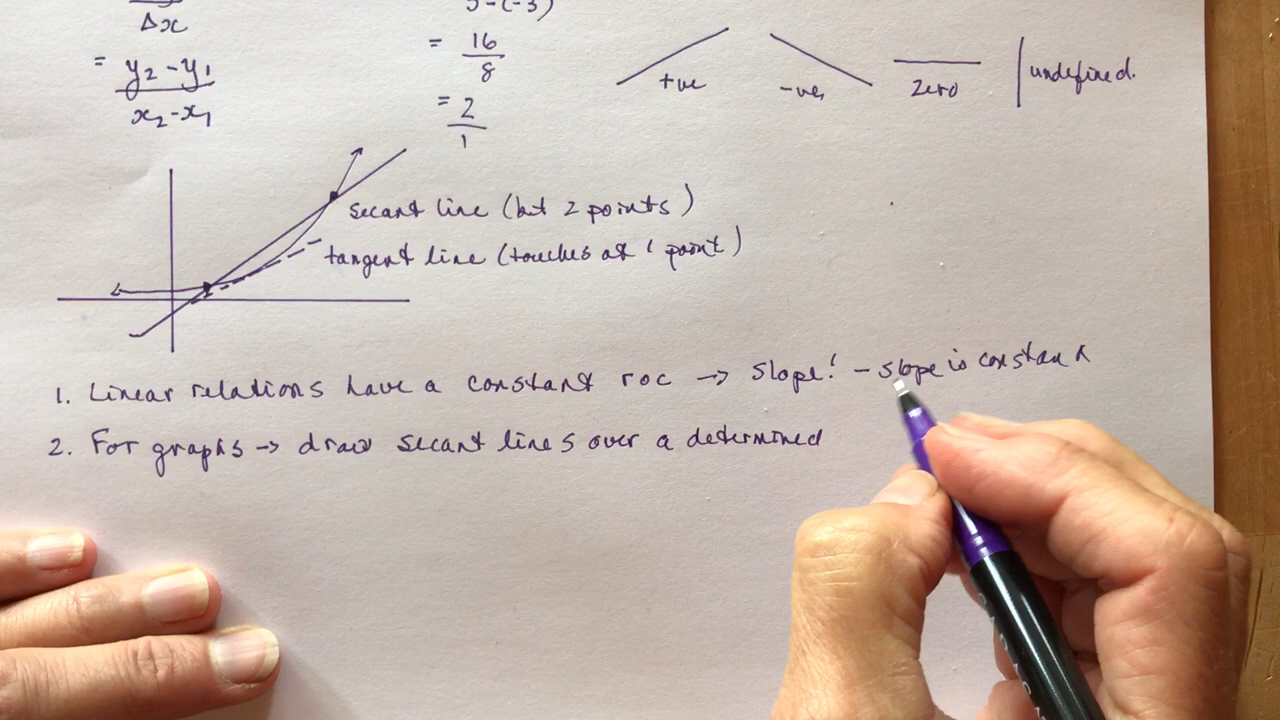 Δx
= y₂ - y₁
x₂ - x₁
5-(-3)
= 16
8
= 2
1
+ve
-ve
zero
undefined.
secant line (hit 2 points)
tangent line (touches at 1 point)
1. Linear relations have a constant roc → slope! - slope is constant
2. For graphs → draw secant lines over a determined